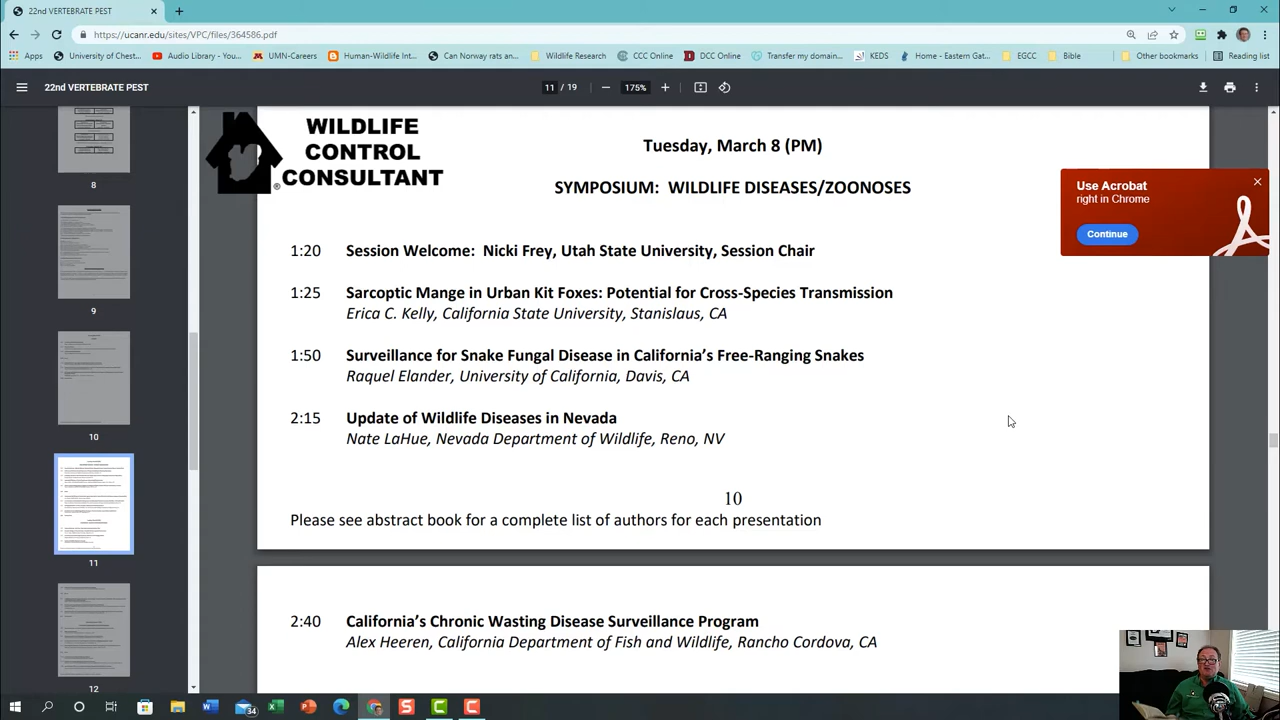 22nd VERTEBRATE PEST
https://ucanr.edu/sites/VPC/files/364586.pdf
Apps
University of Chest...
Audio Library - You...
UMN-Careers
Human-Wildlife Int...
Can Norway rats an...
Wildlife Research
CCC Online
DCC Online
Transfer my domain...
KEDS
Home - Eastern Gat...
EGCC
Bible
Other bookmarks
Reading list
22nd VERTEBRATE PEST
11 / 19
175%
8
9
10
11
12
WILDLIFE
CONTROL
CONSULTANT
®
Tuesday, March 8 (PM)
SYMPOSIUM: WILDLIFE DISEASES/ZOONOSES
1:20 Session Welcome: Nicki Frey, Utah State University, Session Chair
1:25 Sarcoptic Mange in Urban Kit Foxes: Potential for Cross-Species Transmission
Erica C. Kelly, California State University, Stanislaus, CA
1:50 Surveillance for Snake Fungal Disease in California's Free-Ranging Snakes
Raquel Elander, University of California, Davis, CA
2:15 Update of Wildlife Diseases in Nevada
Nate LaHue, Nevada Department of Wildlife, Reno, NV
10
Please see abstract book for a complete list of authors for each presentation
2:40 California's Chronic Wasting Disease Surveillance Program
Alex Heeren, California Department of Fish and Wildlife, Rancho Cordova, CA
Use Acrobat
right in Chrome
Continue
34